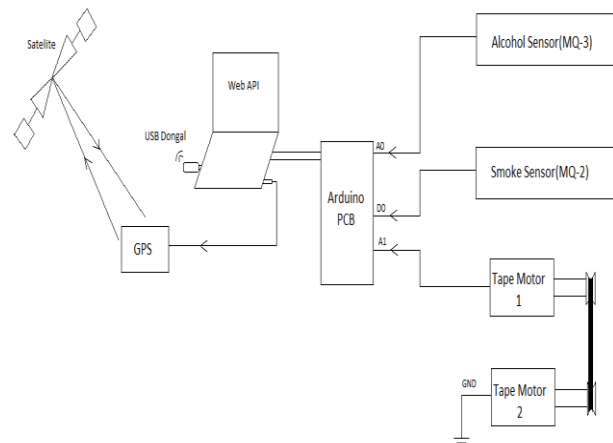 Satelite
Web API
Alcohol Sensor(MQ-3)
USB Dongal
A0
Smoke Sensor(MQ-2)
Arduino
PCB
D0
A1
GPS
Tape Motor
1
GND
Tape Motor
2